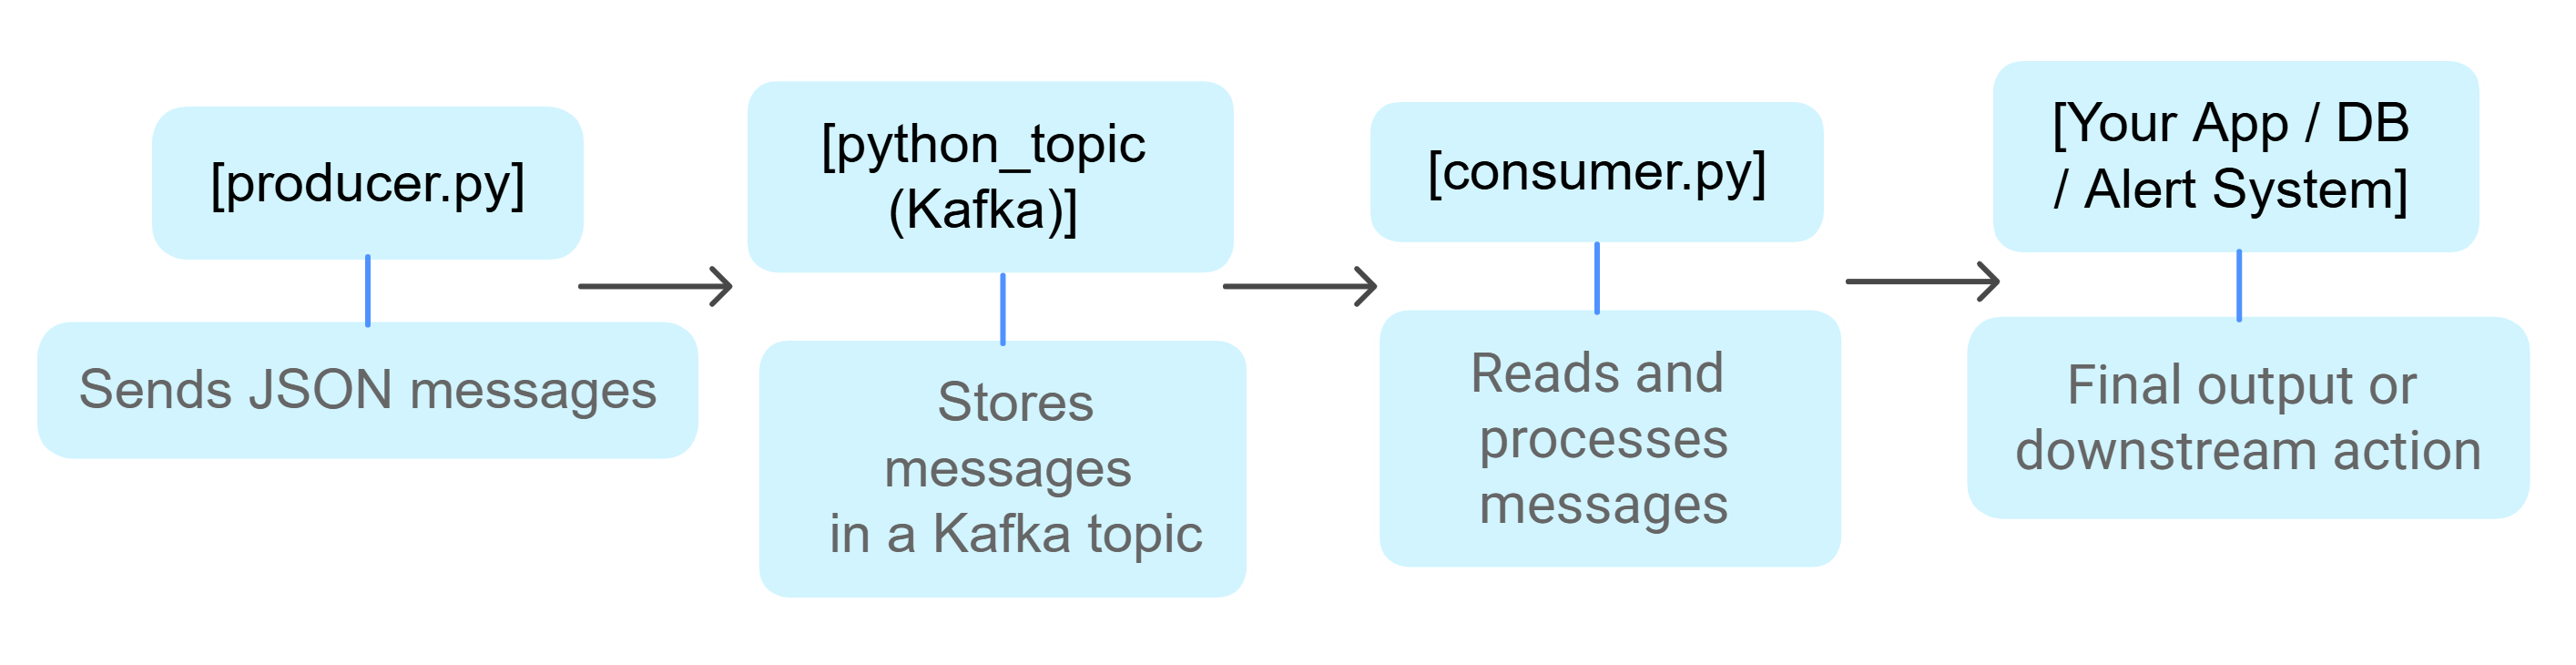 [producer.py]
Sends JSON messages
[python_topic
(Kafka)]
Stores
messages
in a Kafka topic
[consumer.py]
Reads and
processes
messages
[Your App / DB
/ Alert System]
Final output or
downstream action